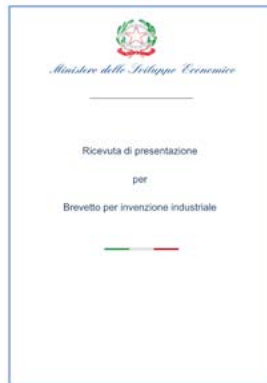 Ministero dello Sviluppo Economico
Ricevuta di presentazione
per
Brevetto per invenzione industriale